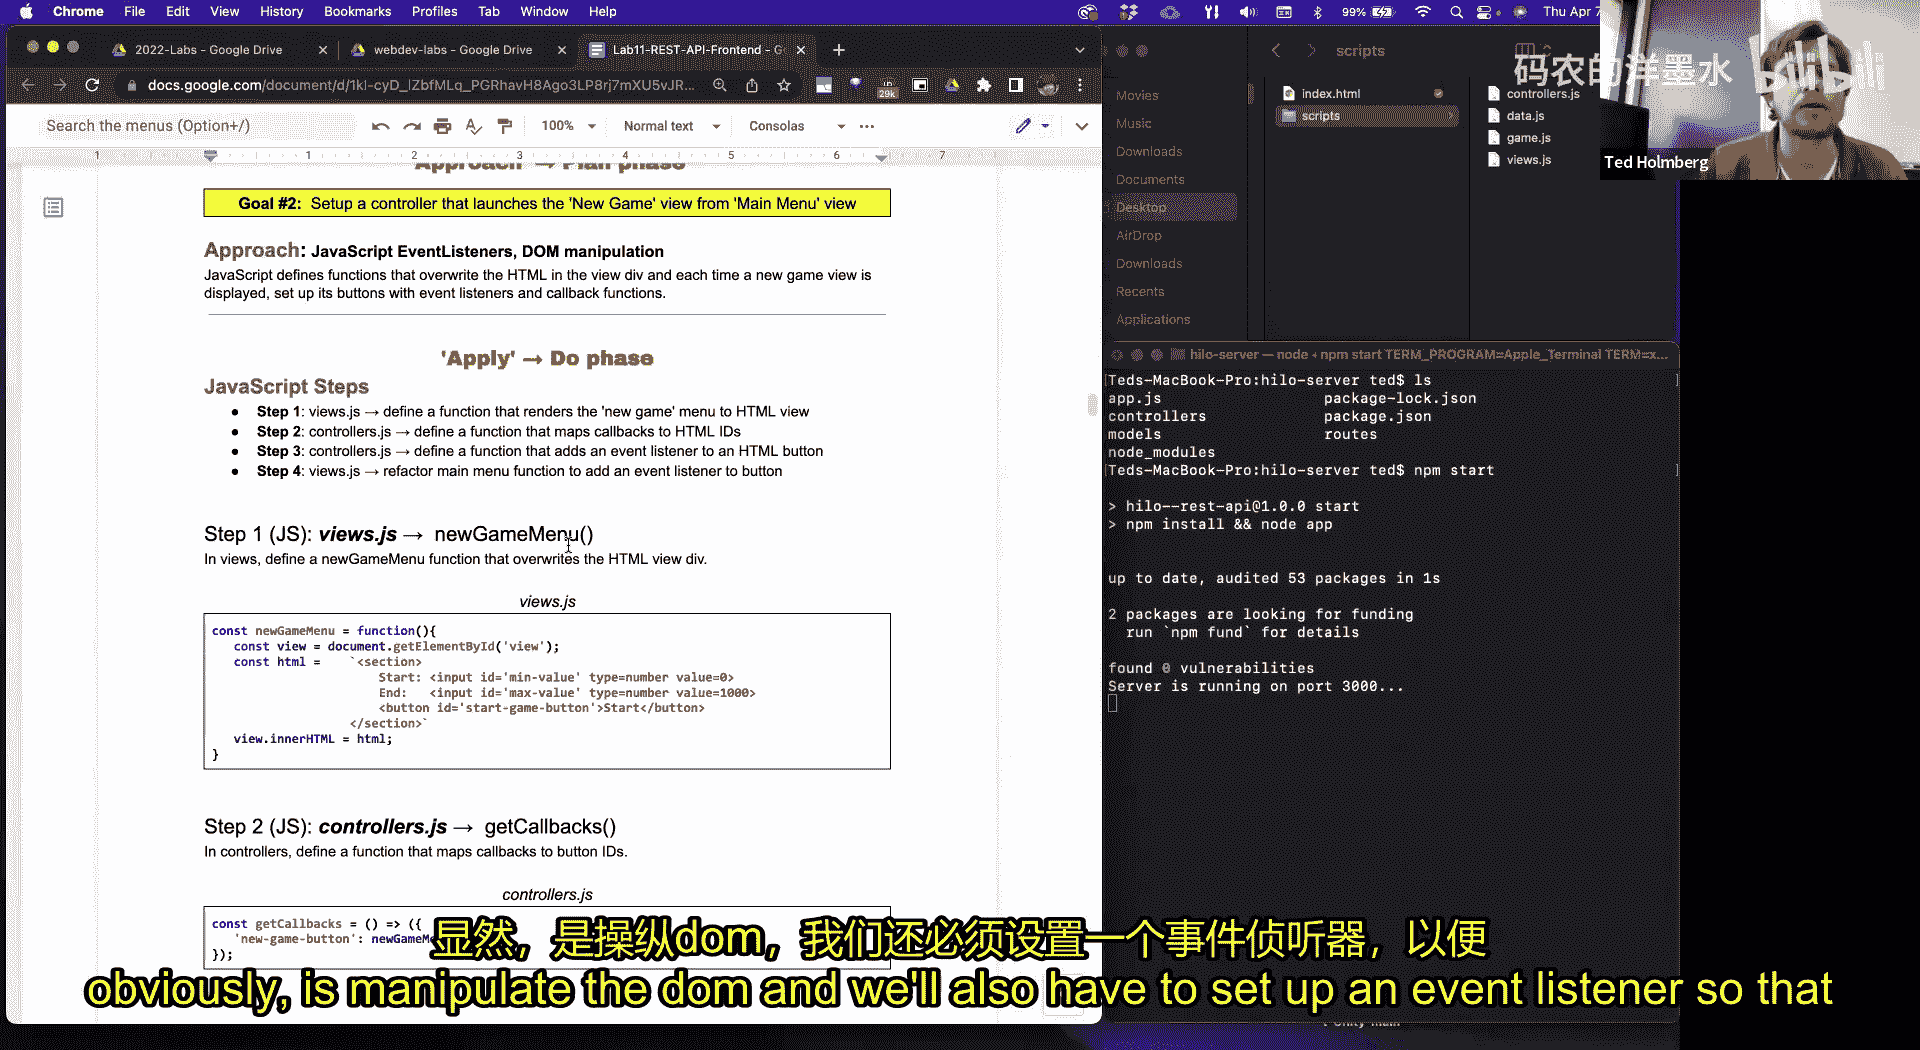 Chrome File Edit View History Bookmarks Profiles Tab Window Help
99%
Thu Apr 7
2022-Labs - Google Drive
webdev-labs - Google Drive
Lab11-REST-API-Frontend - G
docs.google.com/document/d/1kI-cyD_IZbfMLq_PGRhavH8Ago3LP8rj7mXU5vJR...
29k
Search the menus (Option+/)
100%
Normal text
Consolas
1 1 2 3 4 5 6 7
Approach → Plan phase
Goal #2: Setup a controller that launches the 'New Game' view from 'Main Menu' view
Approach: JavaScript EventListeners, DOM manipulation
JavaScript defines functions that overwrite the HTML in the view div and each time a new game view is
displayed, set up its buttons with event listeners and callback functions.
'Apply' → Do phase
JavaScript Steps
● Step 1: views.js → define a function that renders the 'new game' menu to HTML view
● Step 2: controllers.js → define a function that maps callbacks to HTML IDs
● Step 3: controllers.js → define a function that adds an event listener to an HTML button
● Step 4: views.js → refactor main menu function to add an event listener to button
Step 1 (JS): views.js → newGameMenu()
In views, define a newGameMenu function that overwrites the HTML view div.
views.js
const newGameMenu = function(){
const view = document.getElementById('view');
const html = `<section>
Start: <input id='min-value' type=number value=0>
End: <input id='max-value' type=number value=1000>
<button id='start-game-button'>Start</button>
</section>`
view.innerHTML = html;
}
Step 2 (JS): controllers.js → getCallbacks()
In controllers, define a function that maps callbacks to button IDs.
controllers.js
const getCallbacks = () => ({
'new-game-button': newGameMe
});
scripts
Movies
Music
Downloads
Documents
Desktop
AirDrop
Downloads
Recents
Applications
index.html
scripts
controllers.js
data.js
game.js
views.js
码农的洋墨水
bilibili
Ted Holmberg
hilo-server — node ◂ npm start TERM_PROGRAM=Apple_Terminal TERM=x...
[Teds-MacBook-Pro:hilo-server ted$ ls ]
app.js package-lock.json
controllers package.json
models routes
node_modules
[Teds-MacBook-Pro:hilo-server ted$ npm start ]
> hilo--rest-api@1.0.0 start
> npm install && node app
up to date, audited 53 packages in 1s
2 packages are looking for funding
run `npm fund` for details
found 0 vulnerabilities
Server is running on port 3000...
显然，是操纵dom，我们还必须设置一个事件侦听器，以便
obviously, is manipulate the dom and we'll also have to set up an event listener so that